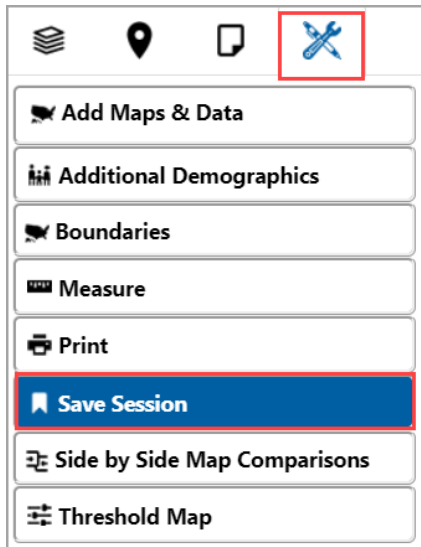 Add Maps & Data
Additional Demographics
Boundaries
Measure
Print
Save Session
Side by Side Map Comparisons
Threshold Map